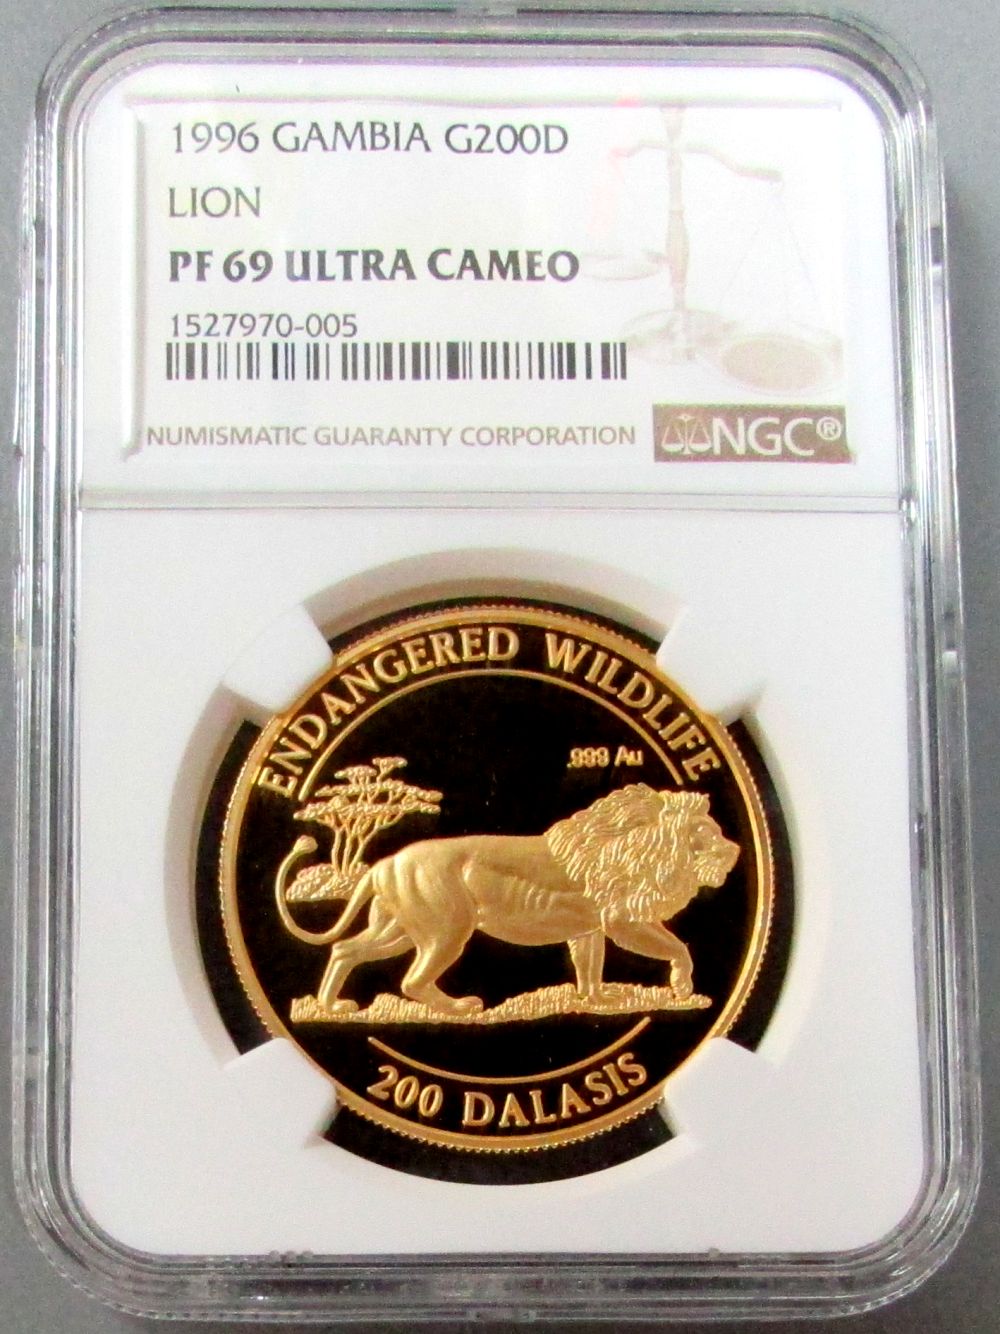 1996 GAMBIA G200D
LION
PF 69 ULTRA CAMEO
1527970-005
NUMISMATIC GUARANTY CORPORATION NGC®
ENDANGERED WILDLIFE
.999 Au
200 DALASIS